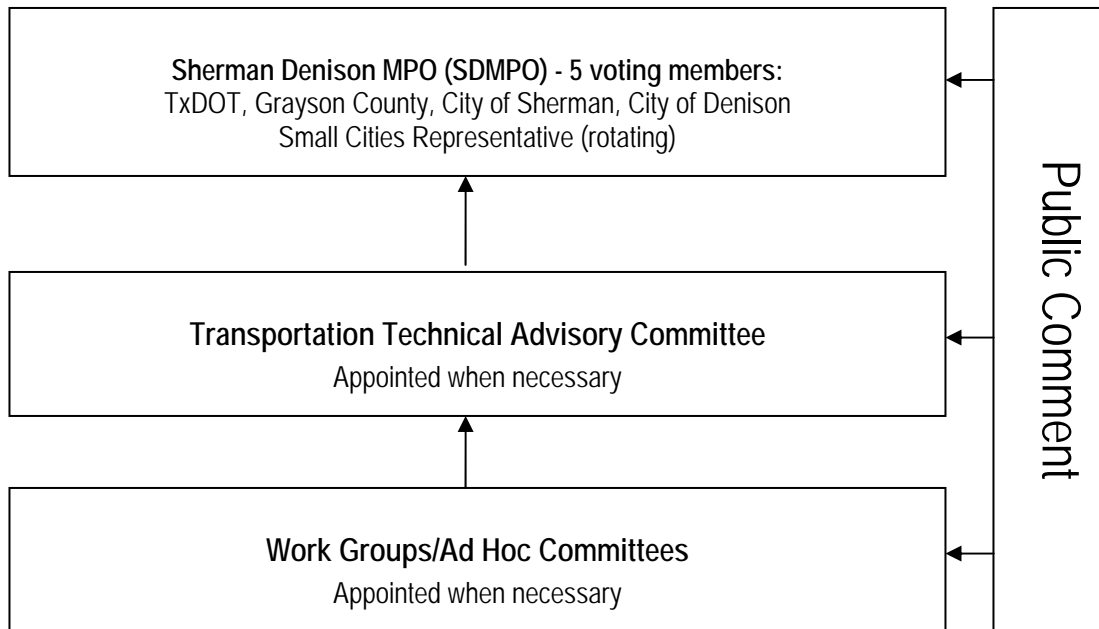 Sherman Denison MPO (SDMPO) - 5 voting members:
TxDOT, Grayson County, City of Sherman, City of Denison
Small Cities Representative (rotating)
Transportation Technical Advisory Committee
Appointed when necessary
Work Groups/Ad Hoc Committees
Appointed when necessary
Public Comment